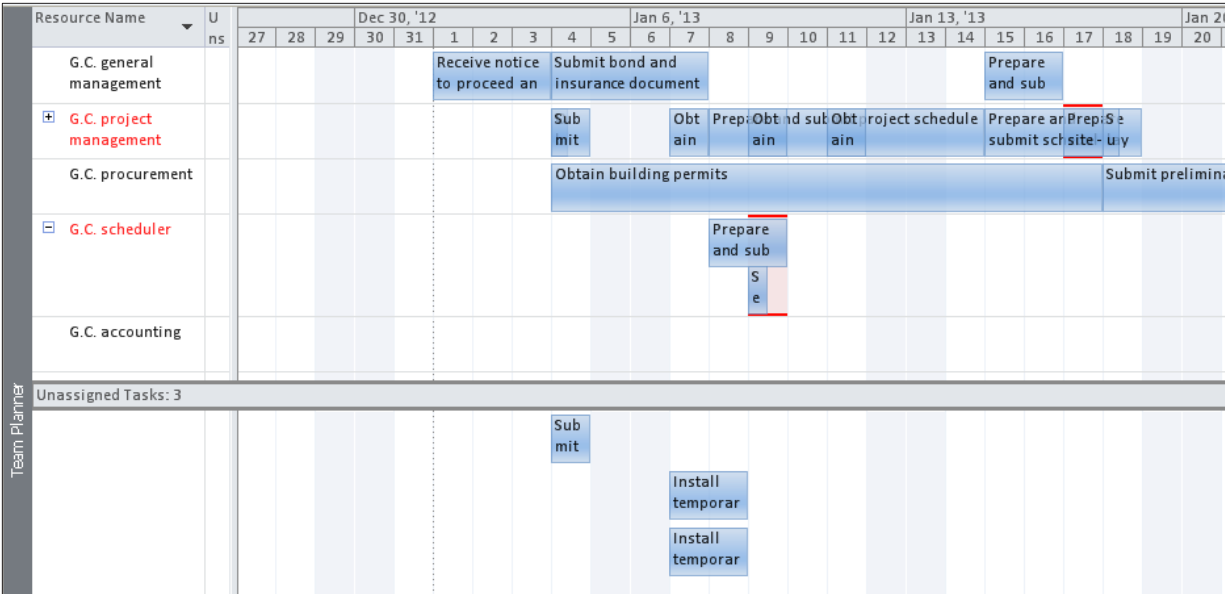 Resource Name
U
ns
Dec 30, '12
Jan 6, '13
Jan 13, '13
Jan 2
27 28 29 30 31 1 2 3 4 5 6 7 8 9 10 11 12 13 14 15 16 17 18 19 20
G.C. general
management
Receive notice
to proceed an
Submit bond and
insurance document
Prepare
and sub
G.C. project
management
Sub
mit
Obt
ain
Obt
ain
Obt
ain
project schedule
Prepare an
submit sch
Prepare
site-
G.C. procurement
Obtain building permits
Submit prelimina
G.C. scheduler
Prepare
and sub
S
e
G.C. accounting
Team Planner
Unassigned Tasks: 3
Sub
mit
Install
temporar
Install
temporar